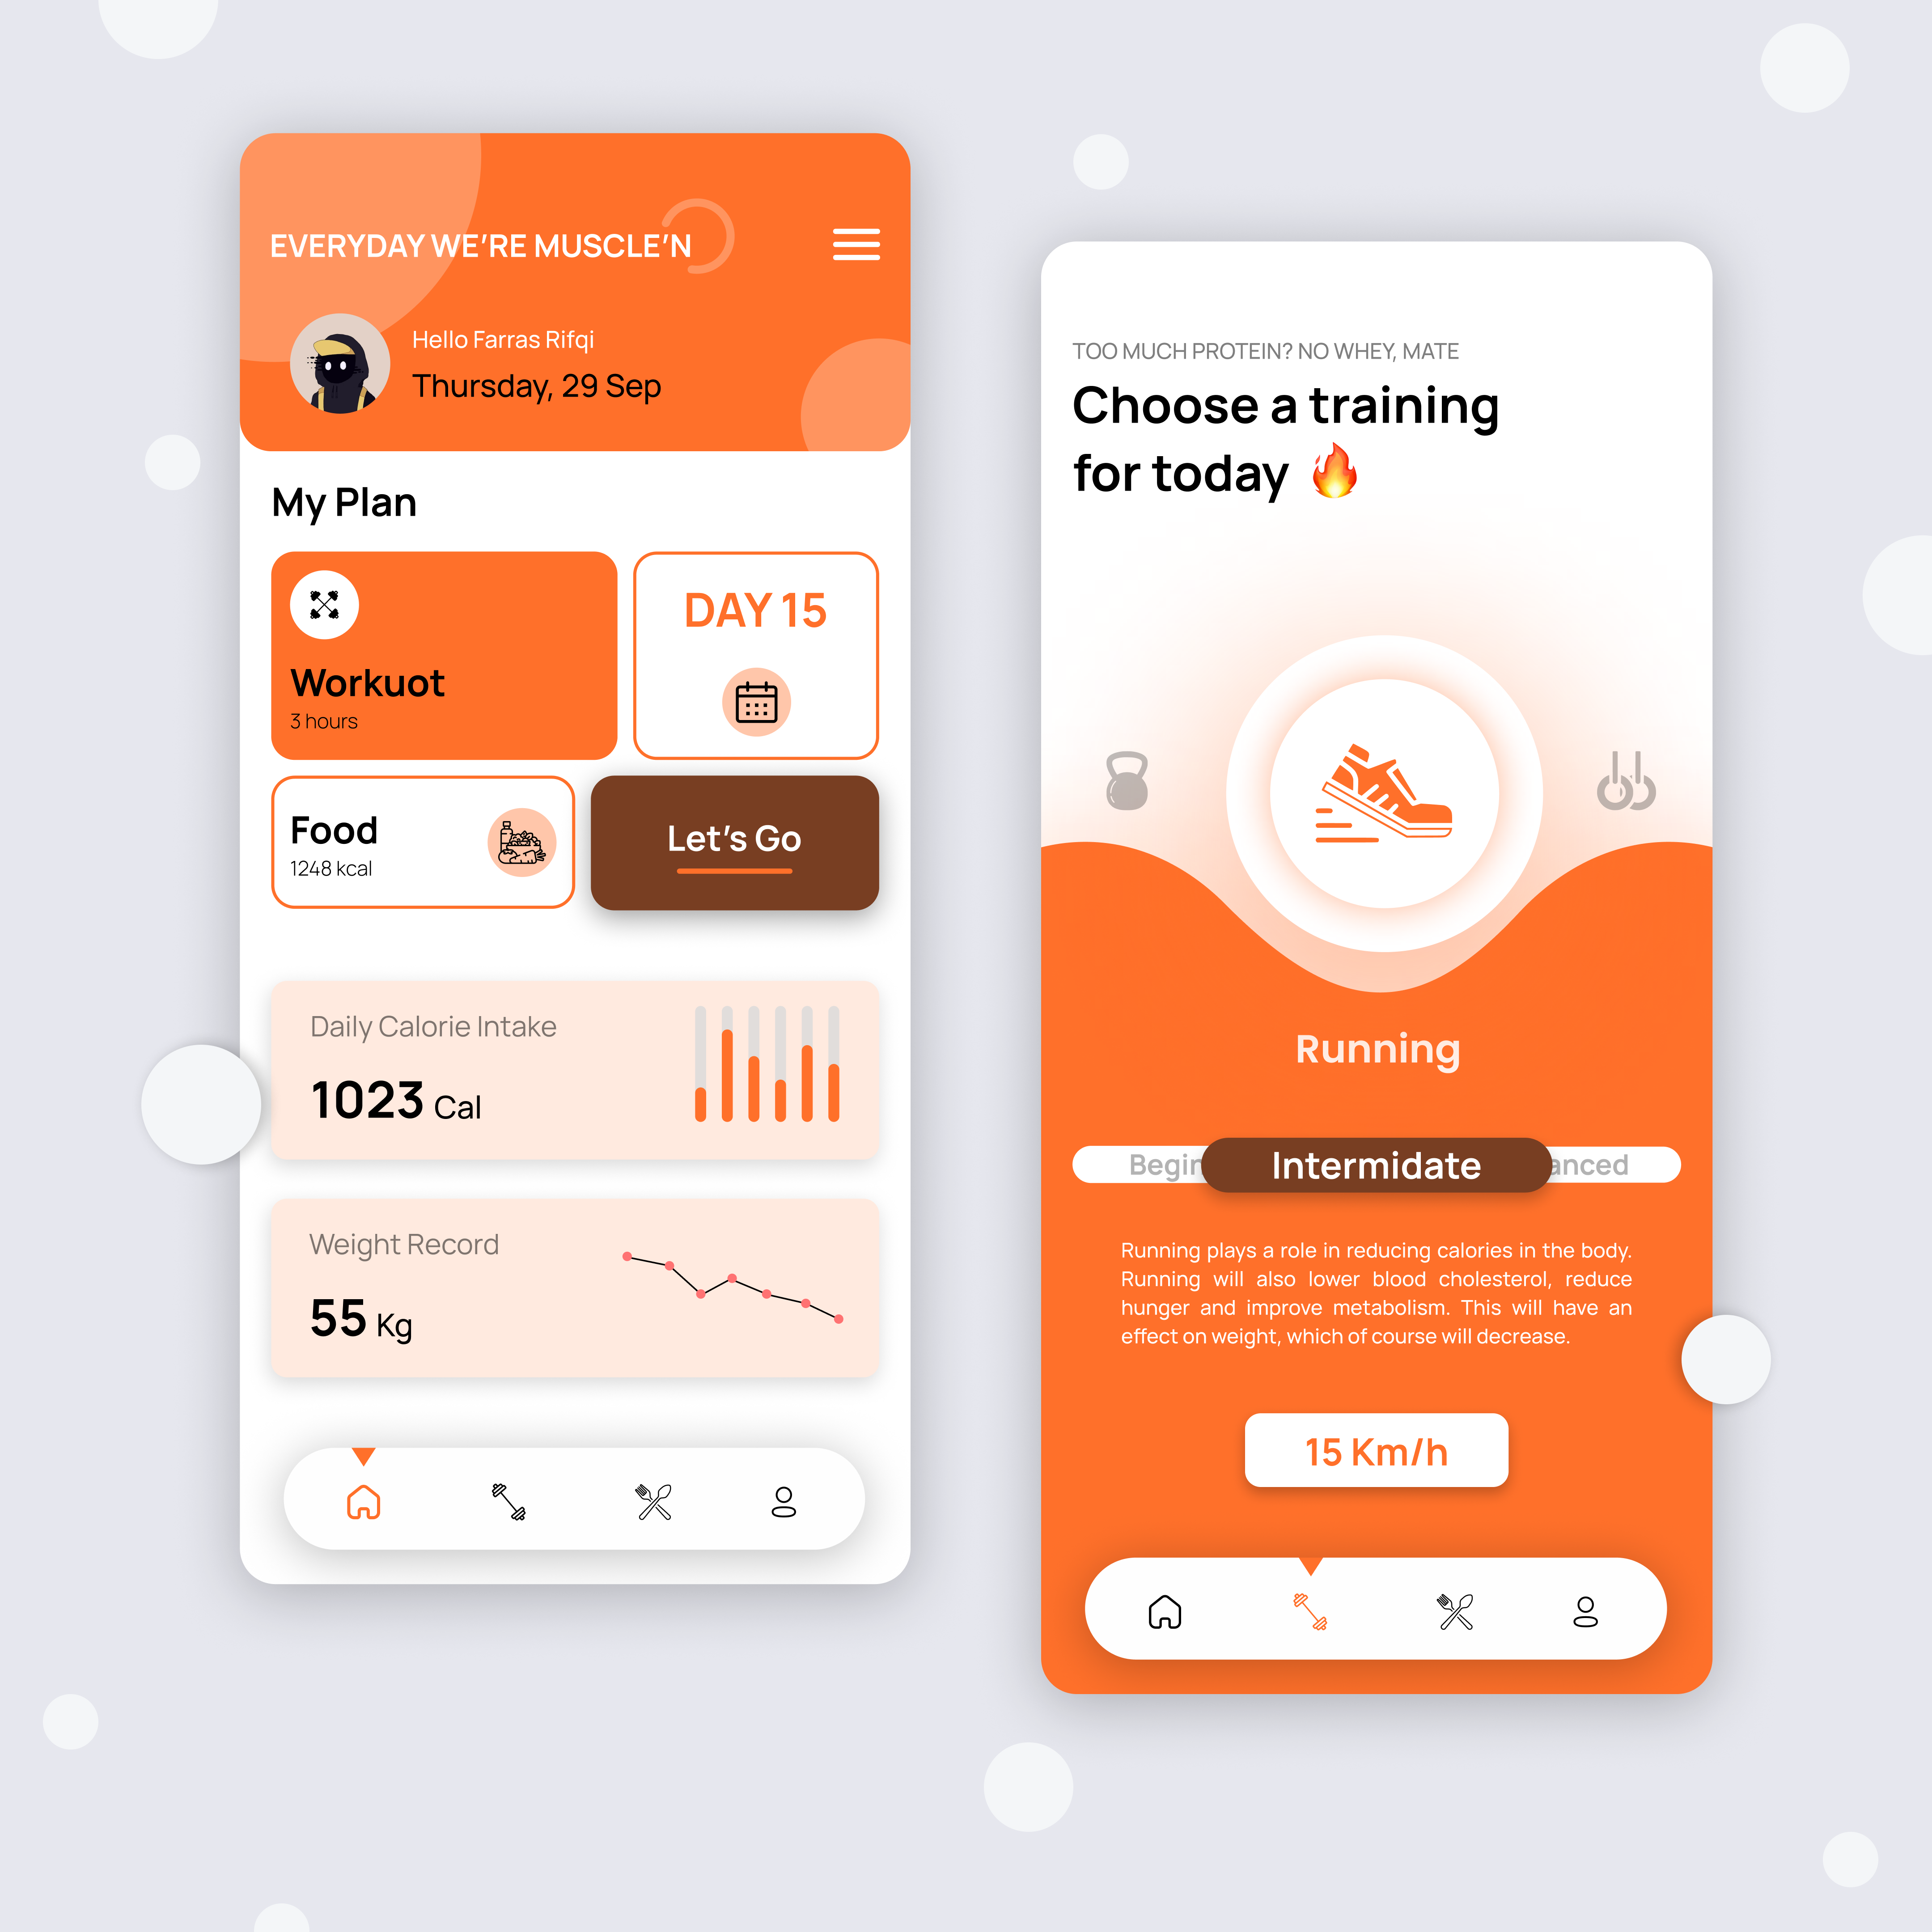 EVERYDAY WE'RE MUSCLE'N
Hello Farras Rifqi
Thursday, 29 Sep
My Plan
Workuot
3 hours
DAY 15
Food
1248 kcal
Let's Go
Daily Calorie Intake
1023 Cal
Weight Record
55 Kg
TOO MUCH PROTEIN? NO WHEY, MATE
Choose a training
for today 🔥
Running
Begin Intermidate anced
Running plays a role in reducing calories in the body.
Running will also lower blood cholesterol, reduce
hunger and improve metabolism. This will have an
effect on weight, which of course will decrease.
15 Km/h